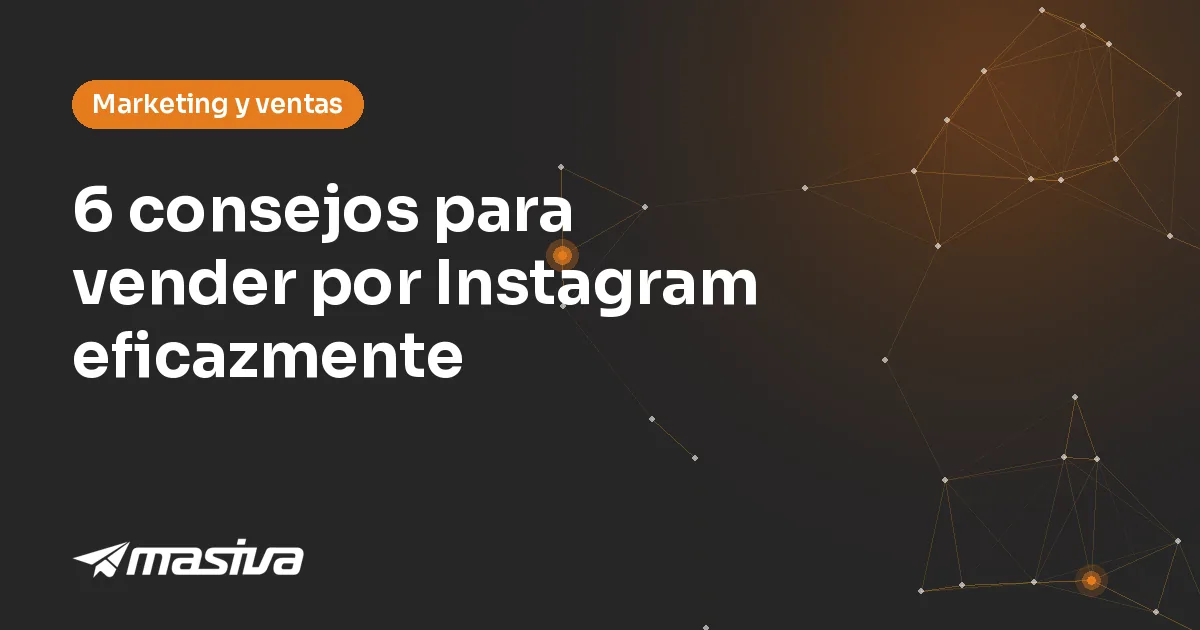 Marketing y ventas
6 consejos para
vender por Instagram
eficazmente
masiva